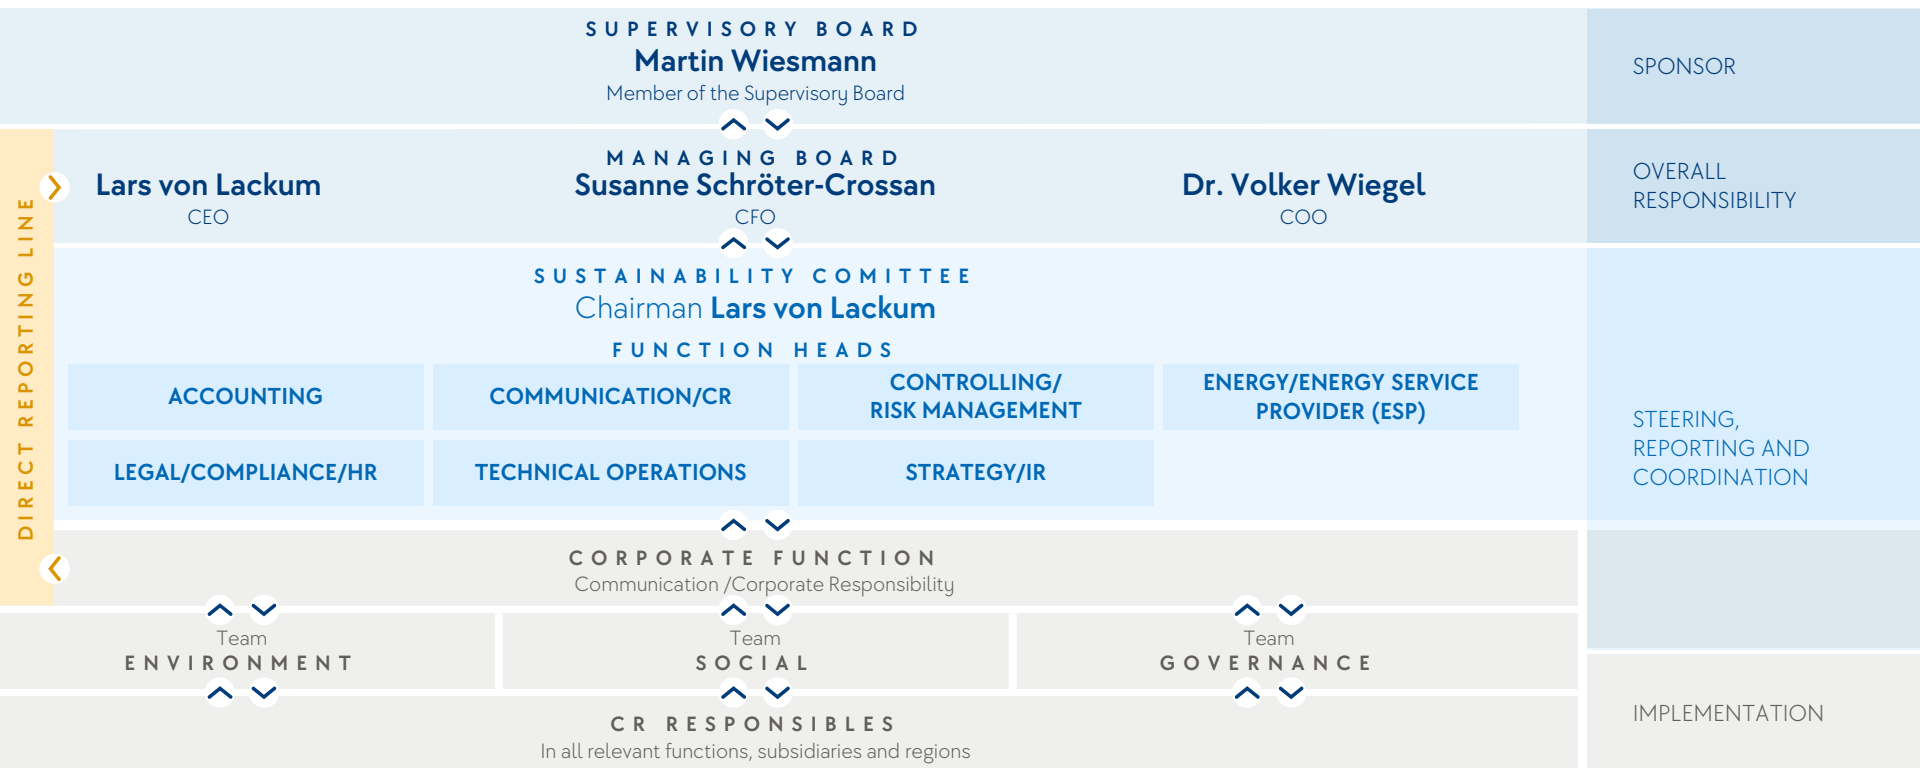 SUPERVISORY BOARD
Martin Wiesmann
Member of the Supervisory Board
SPONSOR
DIRECT REPORTING LINE
MANAGING BOARD
Lars von Lackum
CEO
Susanne Schröter-Crossan
CFO
Dr. Volker Wiegel
COO
OVERALL
RESPONSIBILITY
SUSTAINABILITY COMITTEE
Chairman Lars von Lackum
FUNCTION HEADS
ACCOUNTING
COMMUNICATION/CR
CONTROLLING/
RISK MANAGEMENT
ENERGY/ENERGY SERVICE
PROVIDER (ESP)
LEGAL/COMPLIANCE/HR
TECHNICAL OPERATIONS
STRATEGY/IR
STEERING,
REPORTING AND
COORDINATION
CORPORATE FUNCTION
Communication /Corporate Responsibility
Team
ENVIRONMENT
Team
SOCIAL
Team
GOVERNANCE
CR RESPONSIBLES
In all relevant functions, subsidiaries and regions
IMPLEMENTATION